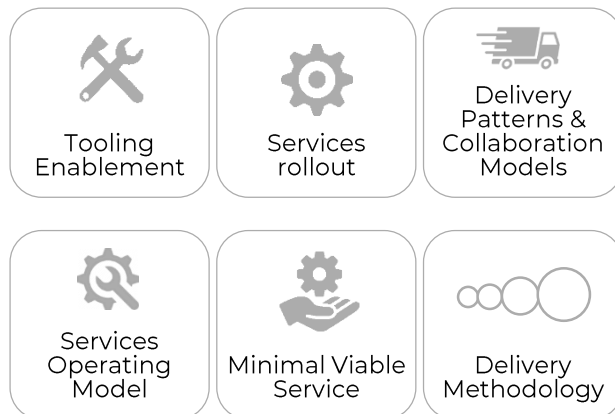 Tooling
Enablement
Services
rollout
Delivery
Patterns &
Collaboration
Models
Services
Operating
Model
Minimal Viable
Service
Delivery
Methodology